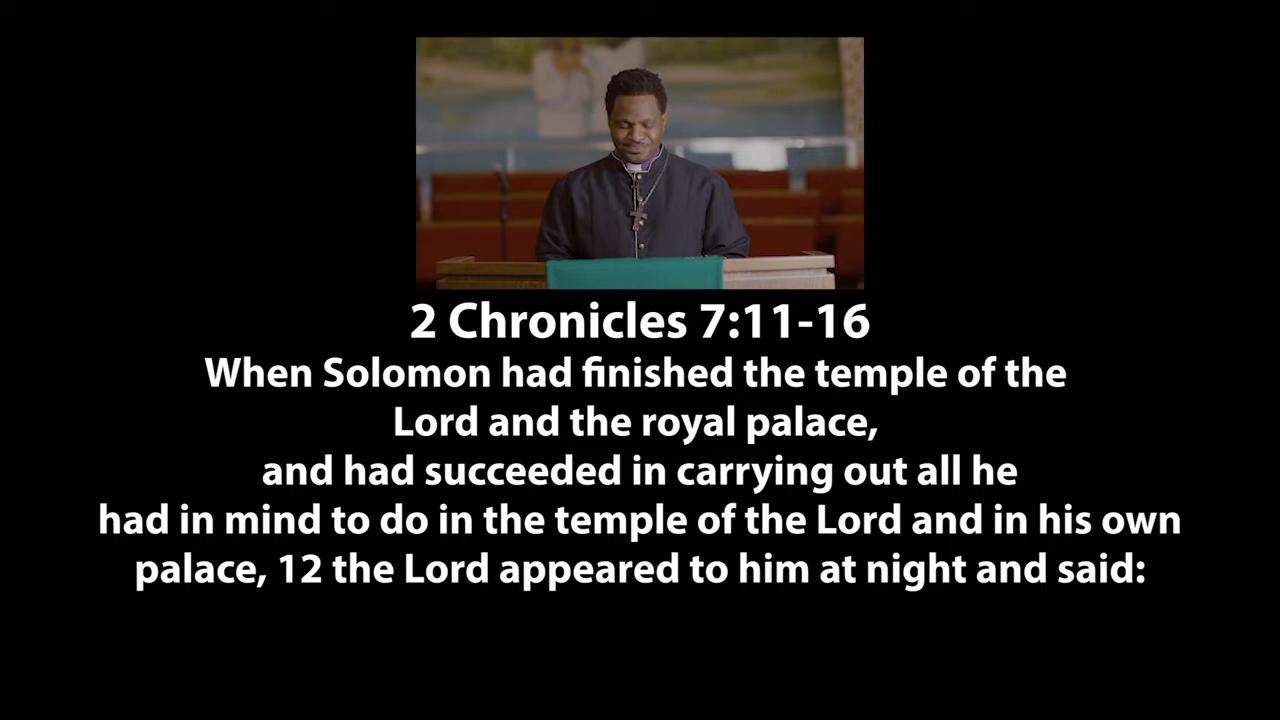 2 Chronicles 7:11-16
When Solomon had finished the temple of the
Lord and the royal palace,
and had succeeded in carrying out all he
had in mind to do in the temple of the Lord and in his own
palace, 12 the Lord appeared to him at night and said: